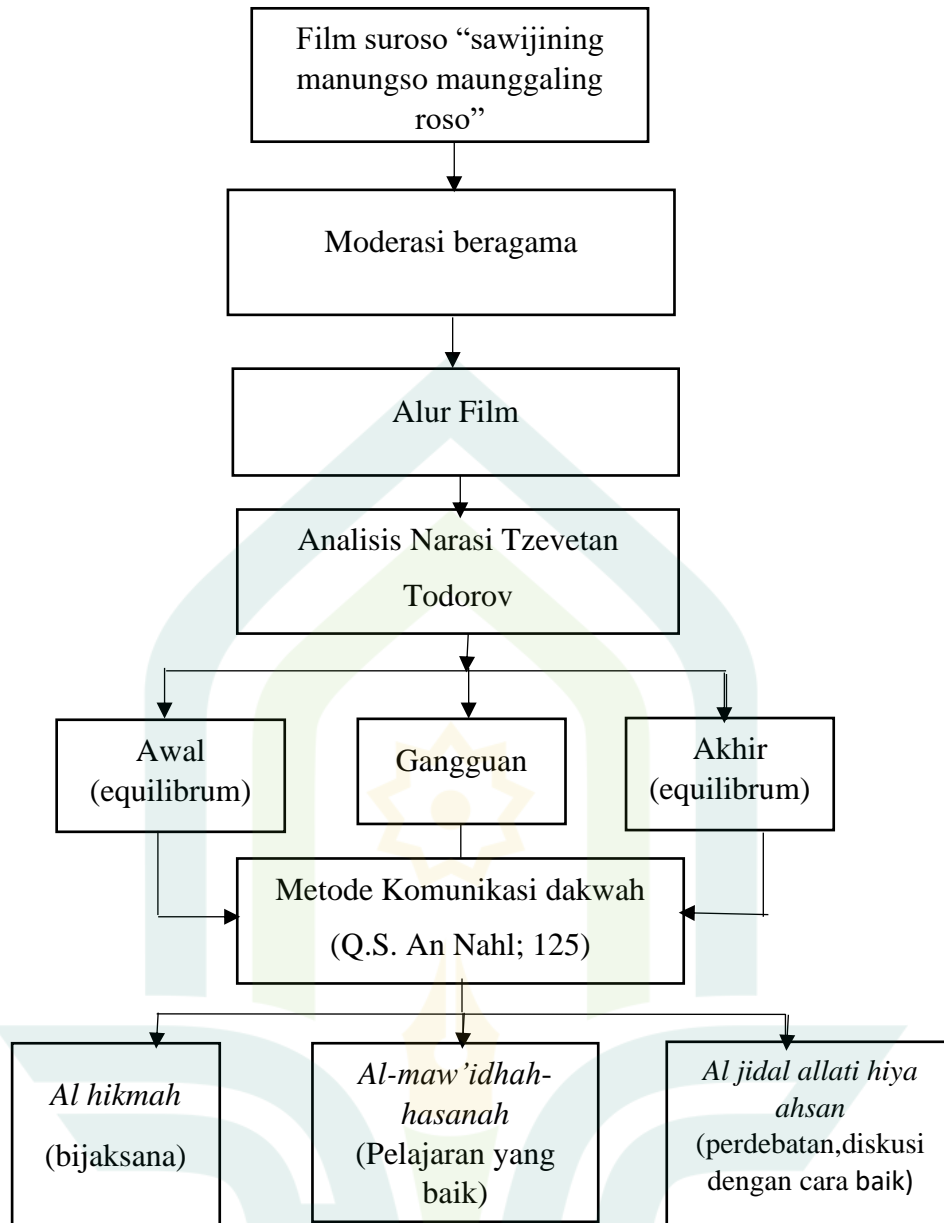 Film suroso “sawijining
manungso maunggaling
roso”
Moderasi beragama
Alur Film
Analisis Narasi Tzevetan
Todorov
Awal
(equilibrum)
Gangguan
Akhir
(equilibrum)
Metode Komunikasi dakwah
(Q.S. An Nahl; 125)
Al hikmah
(bijaksana)
Al-maw’idhah-
hasanah
(Pelajaran yang
baik)
Al jidal allati hiya
ahsan
(perdebatan,diskusi
dengan cara baik)